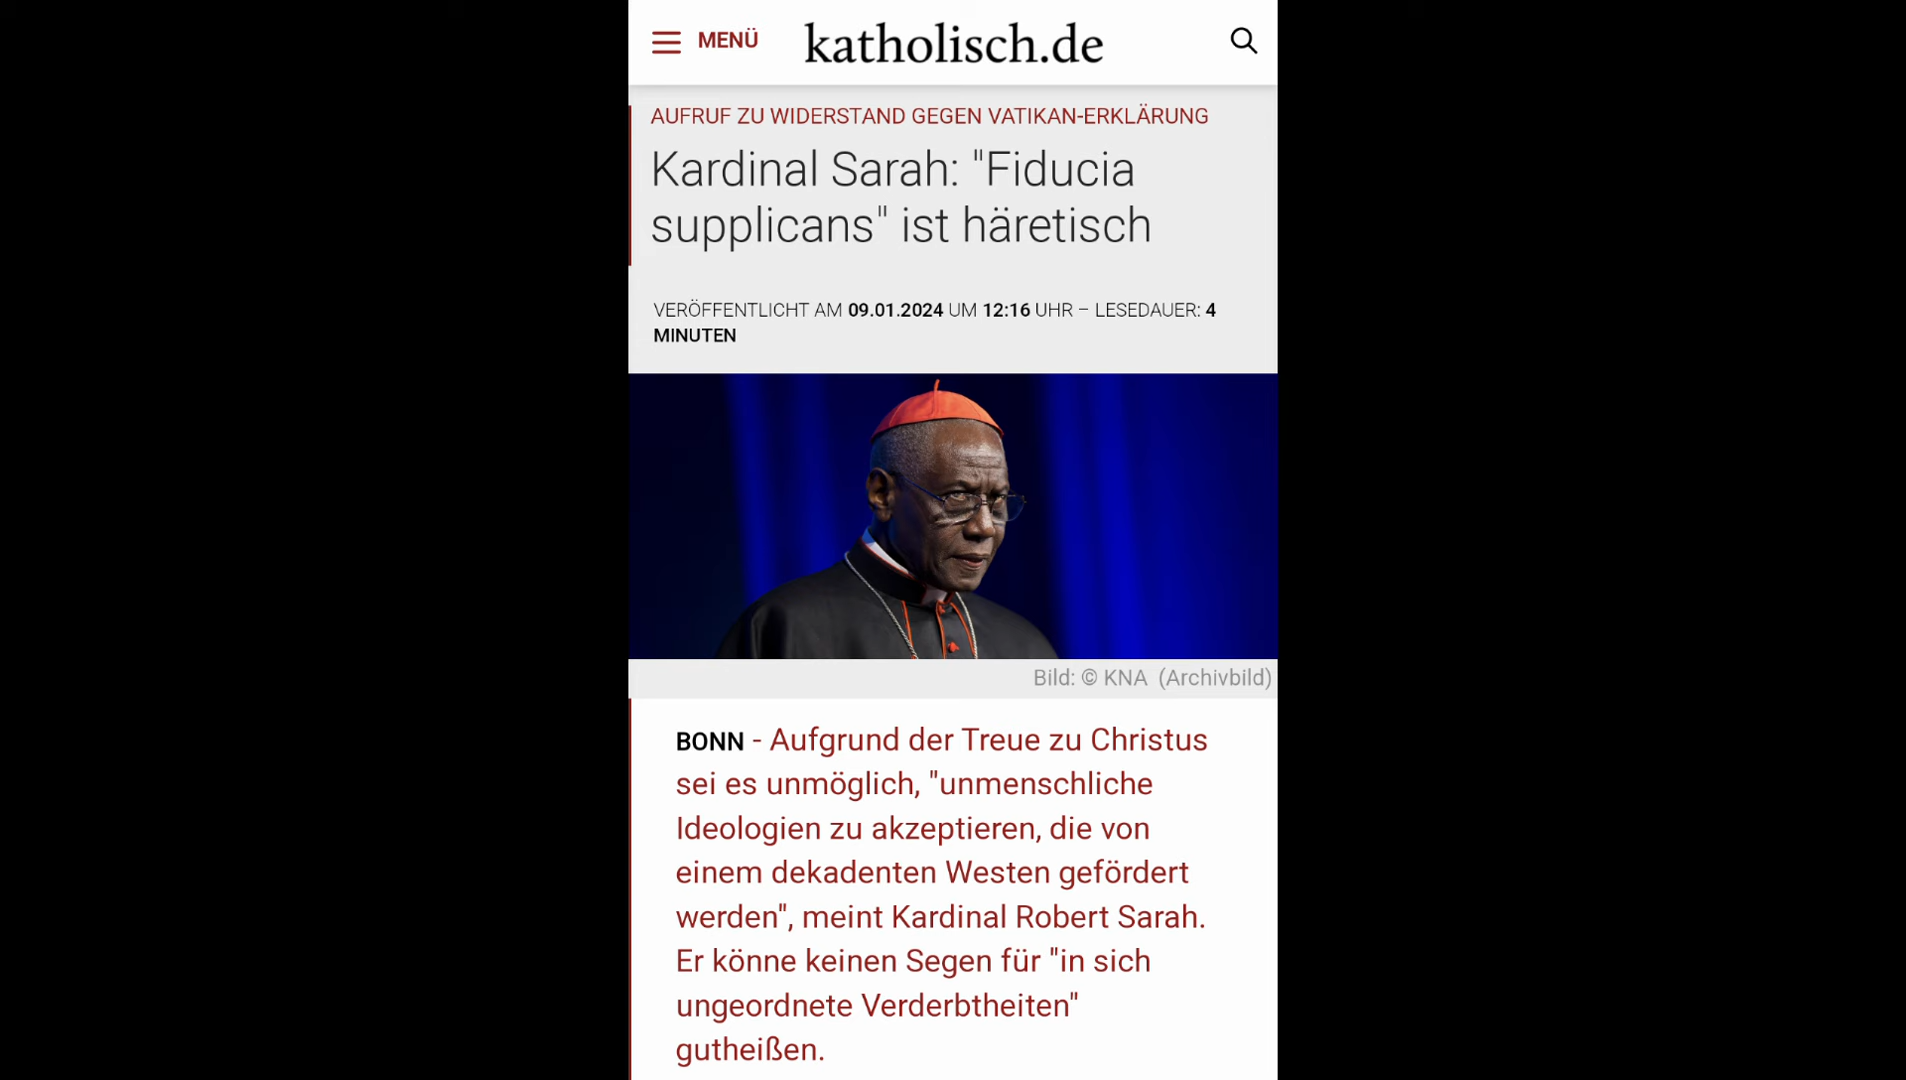 MENÜ katholisch.de
AUFRUF ZU WIDERSTAND GEGEN VATIKAN-ERKLÄRUNG
Kardinal Sarah: "Fiducia
supplicans" ist häretisch
VERÖFFENTLICHT AM 09.01.2024 UM 12:16 UHR – LESEDAUER: 4
MINUTEN
Bild: © KNA (Archivbild)
BONN - Aufgrund der Treue zu Christus
sei es unmöglich, "unmenschliche
Ideologien zu akzeptieren, die von
einem dekadenten Westen gefördert
werden", meint Kardinal Robert Sarah.
Er könne keinen Segen für "in sich
ungeordnete Verderbtheiten"
gutheißen.